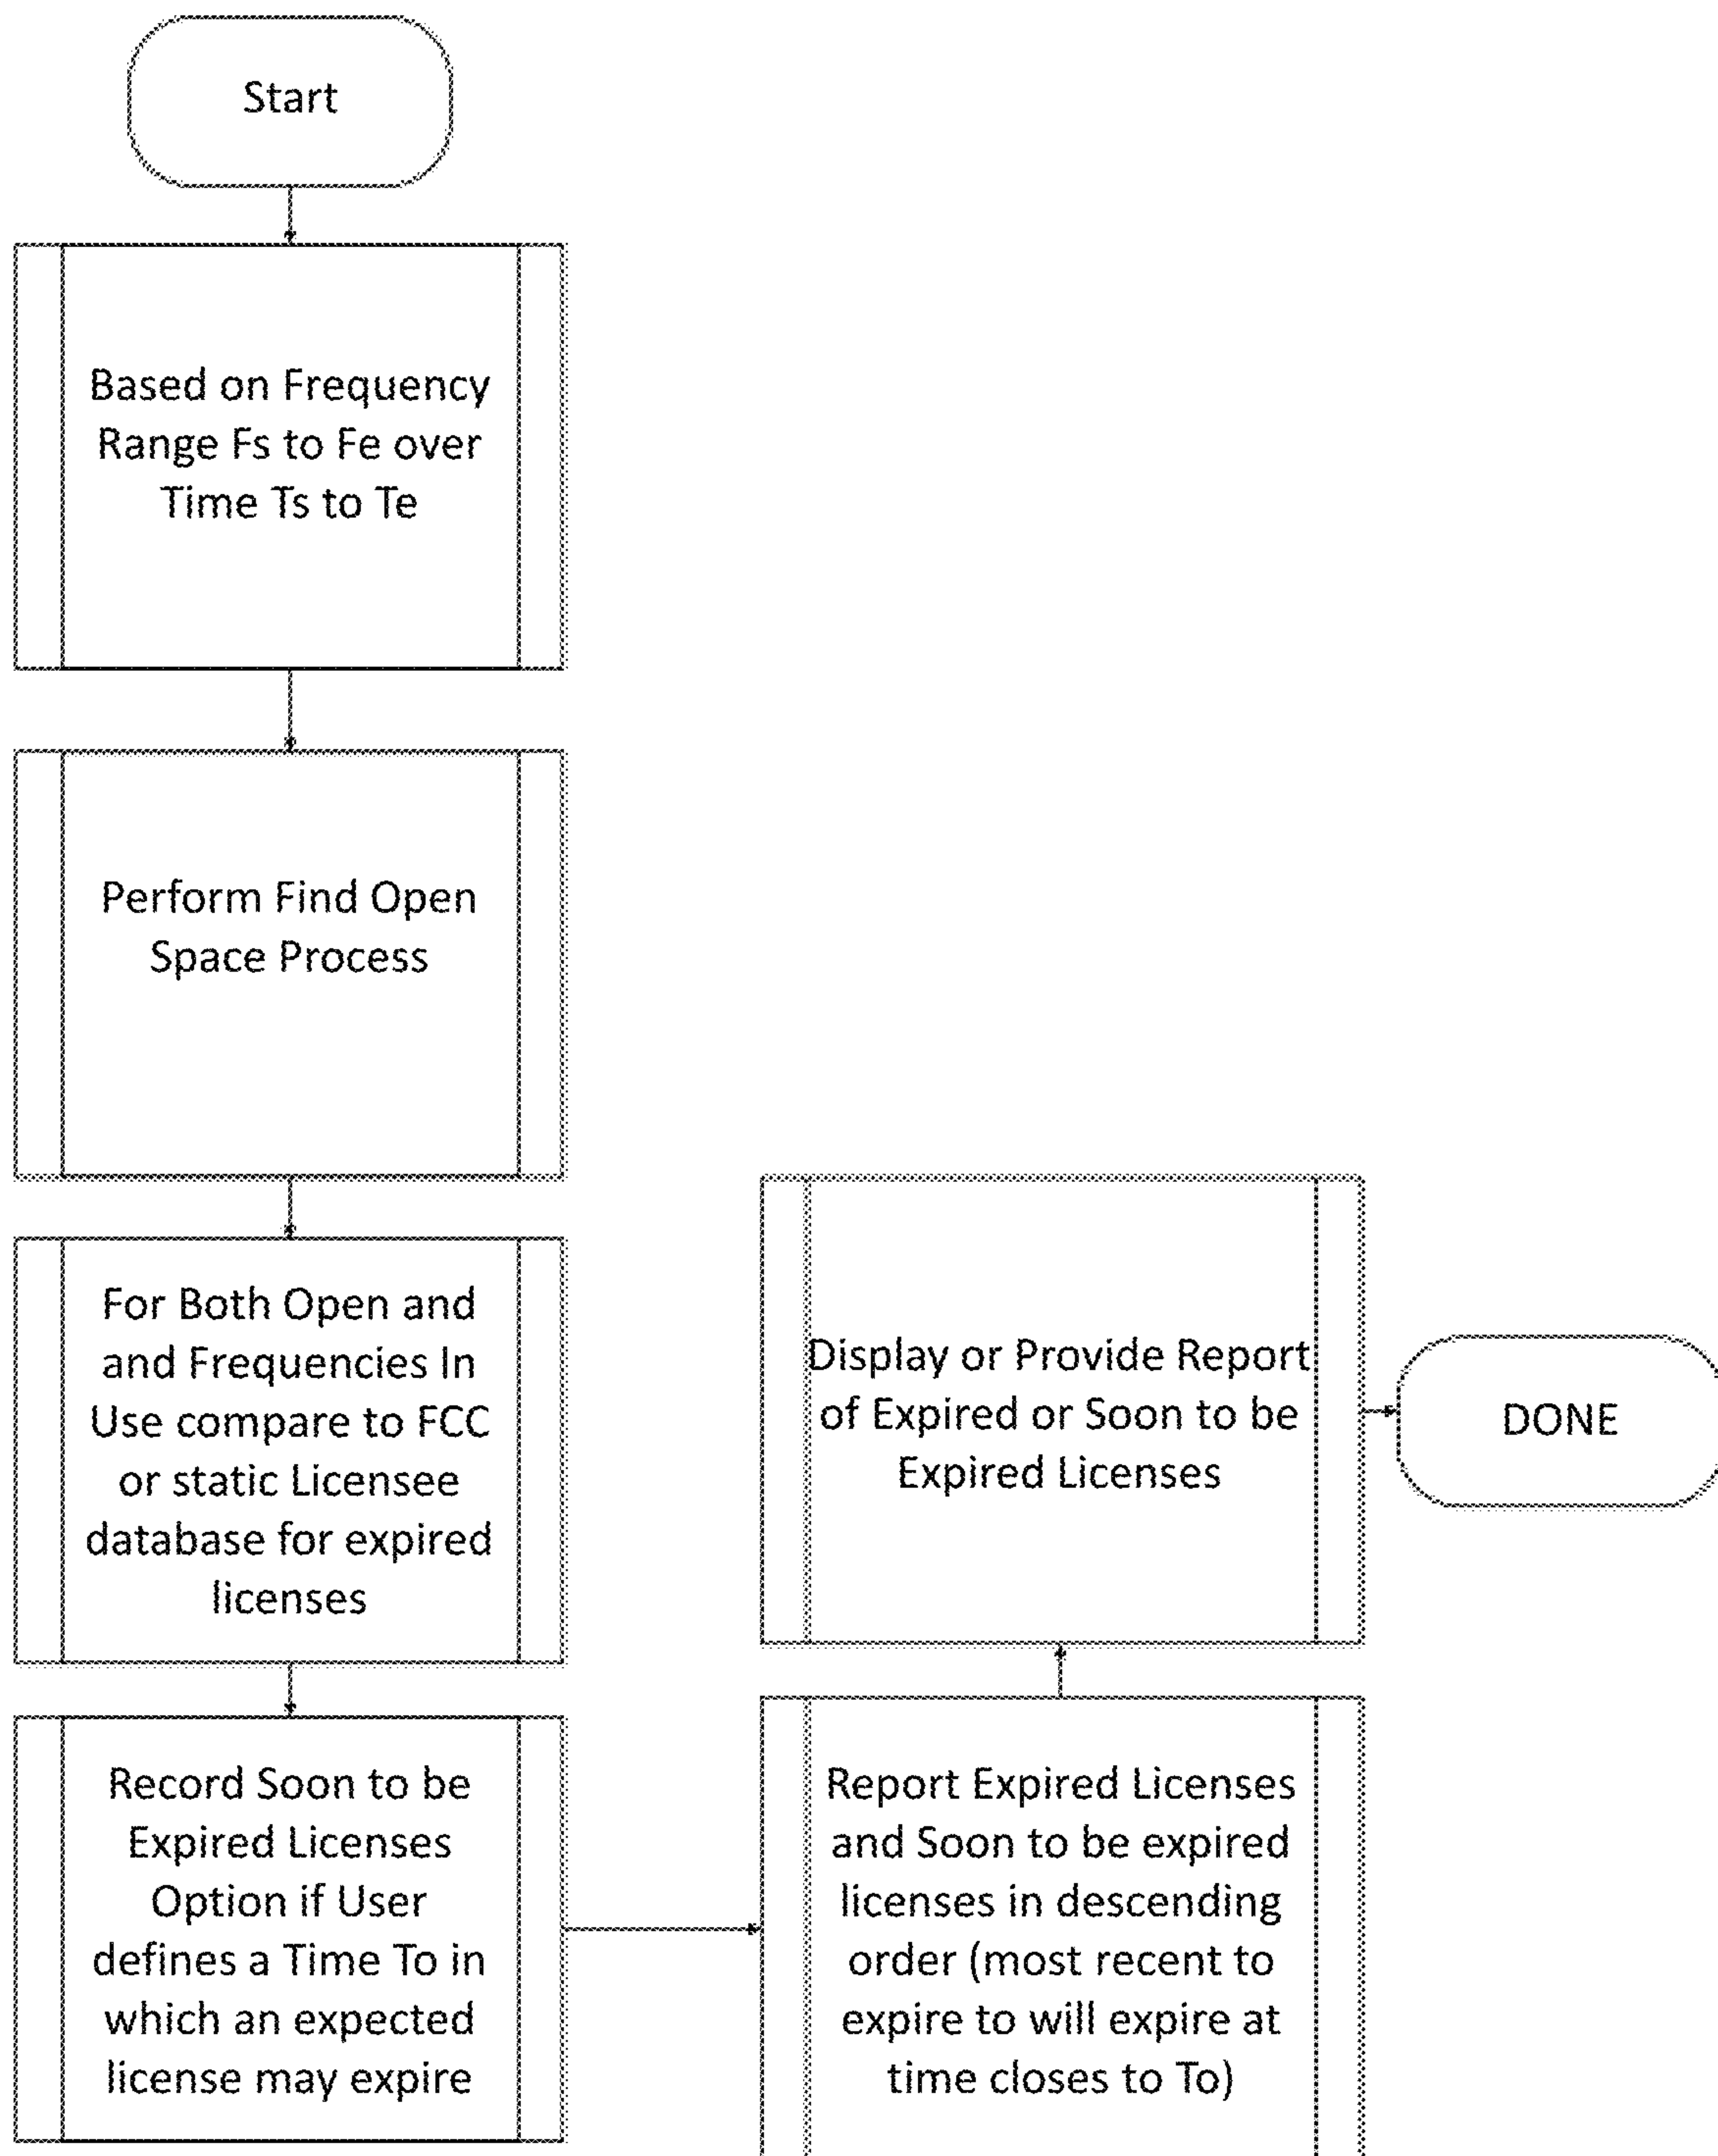 Start
Based on Frequency
Range Fs to Fe over
Time Ts to Te
Perform Find Open
Space Process
For Both Open and
and Frequencies In
Use compare to FCC
or static Licensee
database for expired
licenses
Record Soon to be
Expired Licenses
Option if User
defines a Time To in
which an expected
license may expire
Report Expired Licenses
and Soon to be expired
licenses in descending
order (most recent to
expire to will expire at
time closes to To)
Display or Provide Report
of Expired or Soon to be
Expired Licenses
DONE